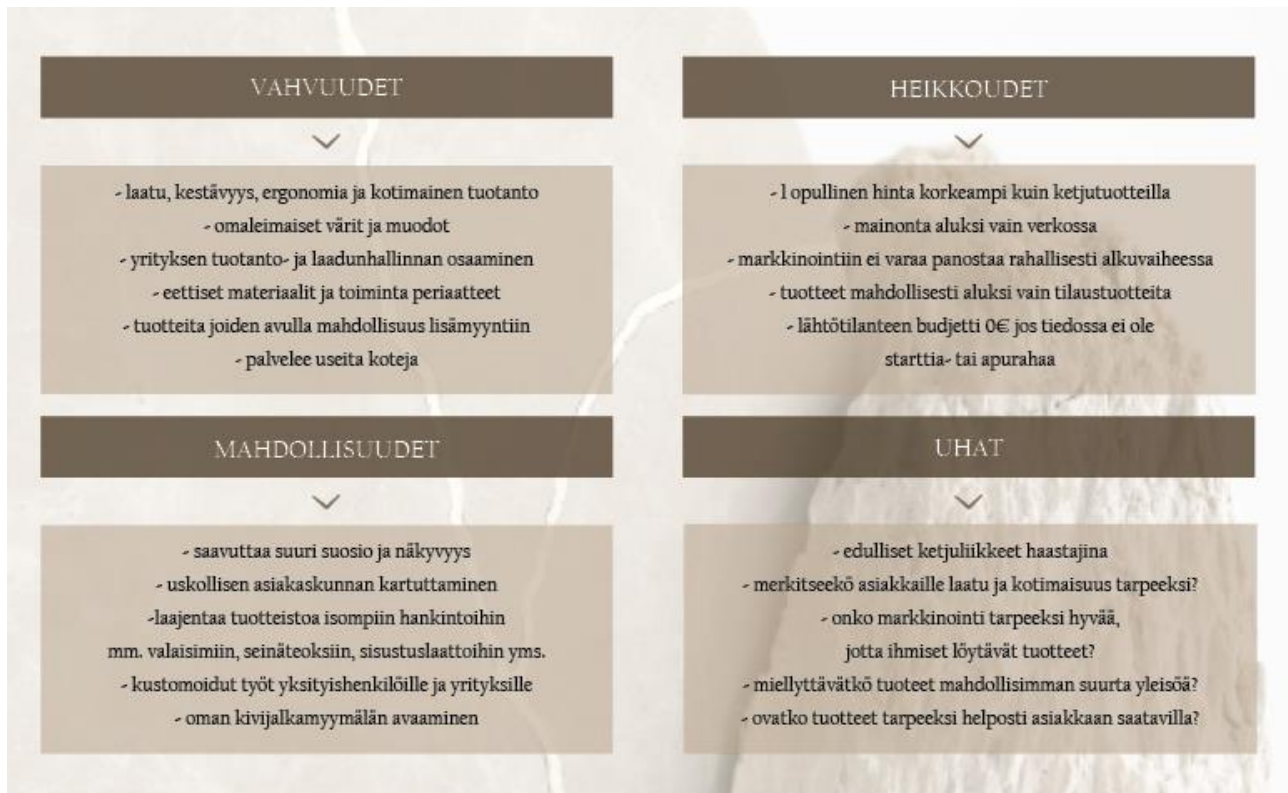 VAHVUUDET
- laatu, kestävyys, ergonomia ja kotimainen tuotanto
- omaleimaiset värit ja muodot
- yrityksen tuotanto- ja laadunhallinnan osaaminen
- eettiset materiaalit ja toiminta periaatteet
- tuotteita joiden avulla mahdollisuus lisämyyntiin
- palvelee useita koteja
HEIKKOUDET
- l opullinen hinta korkeampi kuin ketjutuotteilla
- mainonta aluksi vain verkossa
- markkinointiin ei varaa panostaa rahallisesti alkuvaiheessa
- tuotteet mahdollisesti aluksi vain tilaustuotteita
- lähtötilanteen budjetti 0€ jos tiedossa ei ole
starttia- tai apurahaa
MAHDOLLISUUDET
- saavuttaa suuri suosio ja näkyvyys
- uskollisen asiakaskunnan kartuttaminen
-laajentaa tuotteistoa isompiin hankintoihin
mm. valaisimiin, seinäteoksiin, sisustuslaattoihin yms.
- kustomoidut työt yksityishenkilöille ja yrityksille
- oman kivijalkamyymälän avaaminen
UHAT
- edulliset ketjuliikkeet haastajina
- merkitseekö asiakkaille laatu ja kotimaisuus tarpeeksi?
- onko markkinointi tarpeeksi hyvää,
jotta ihmiset löytävät tuotteet?
- miellyttävätkö tuoteet mahdollisimman suurta yleisöä?
- ovatko tuotteet tarpeeksi helposti asiakkaan saatavilla?